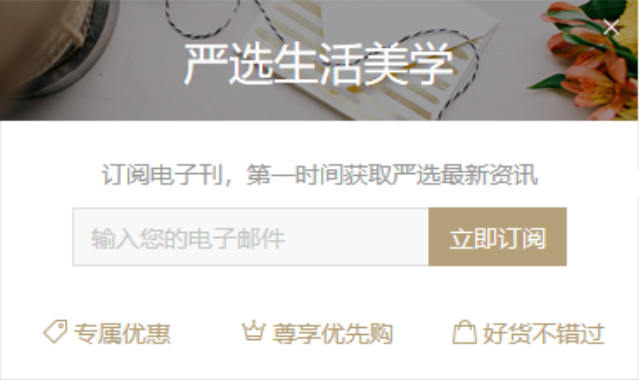 严选生活美学
订阅电子刊，第一时间获取严选最新资讯
输入您的电子邮件 立即订阅
专属优惠 尊享优先购 好货不错过